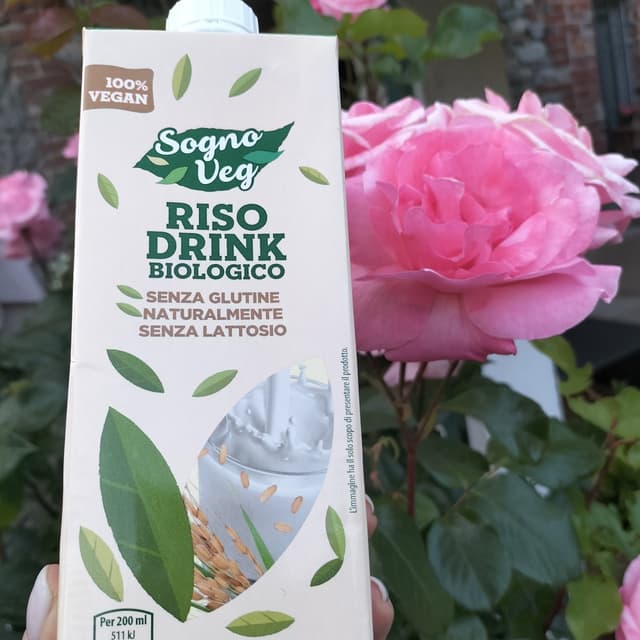 100%
VEGAN
Sogno
Veg
RISO
DRINK
BIOLOGICO
SENZA GLUTINE
NATURALMENTE
SENZA LATTOSIO
L'immagine ha il solo scopo di presentare il prodotto.
Per 200 ml
511 kJ